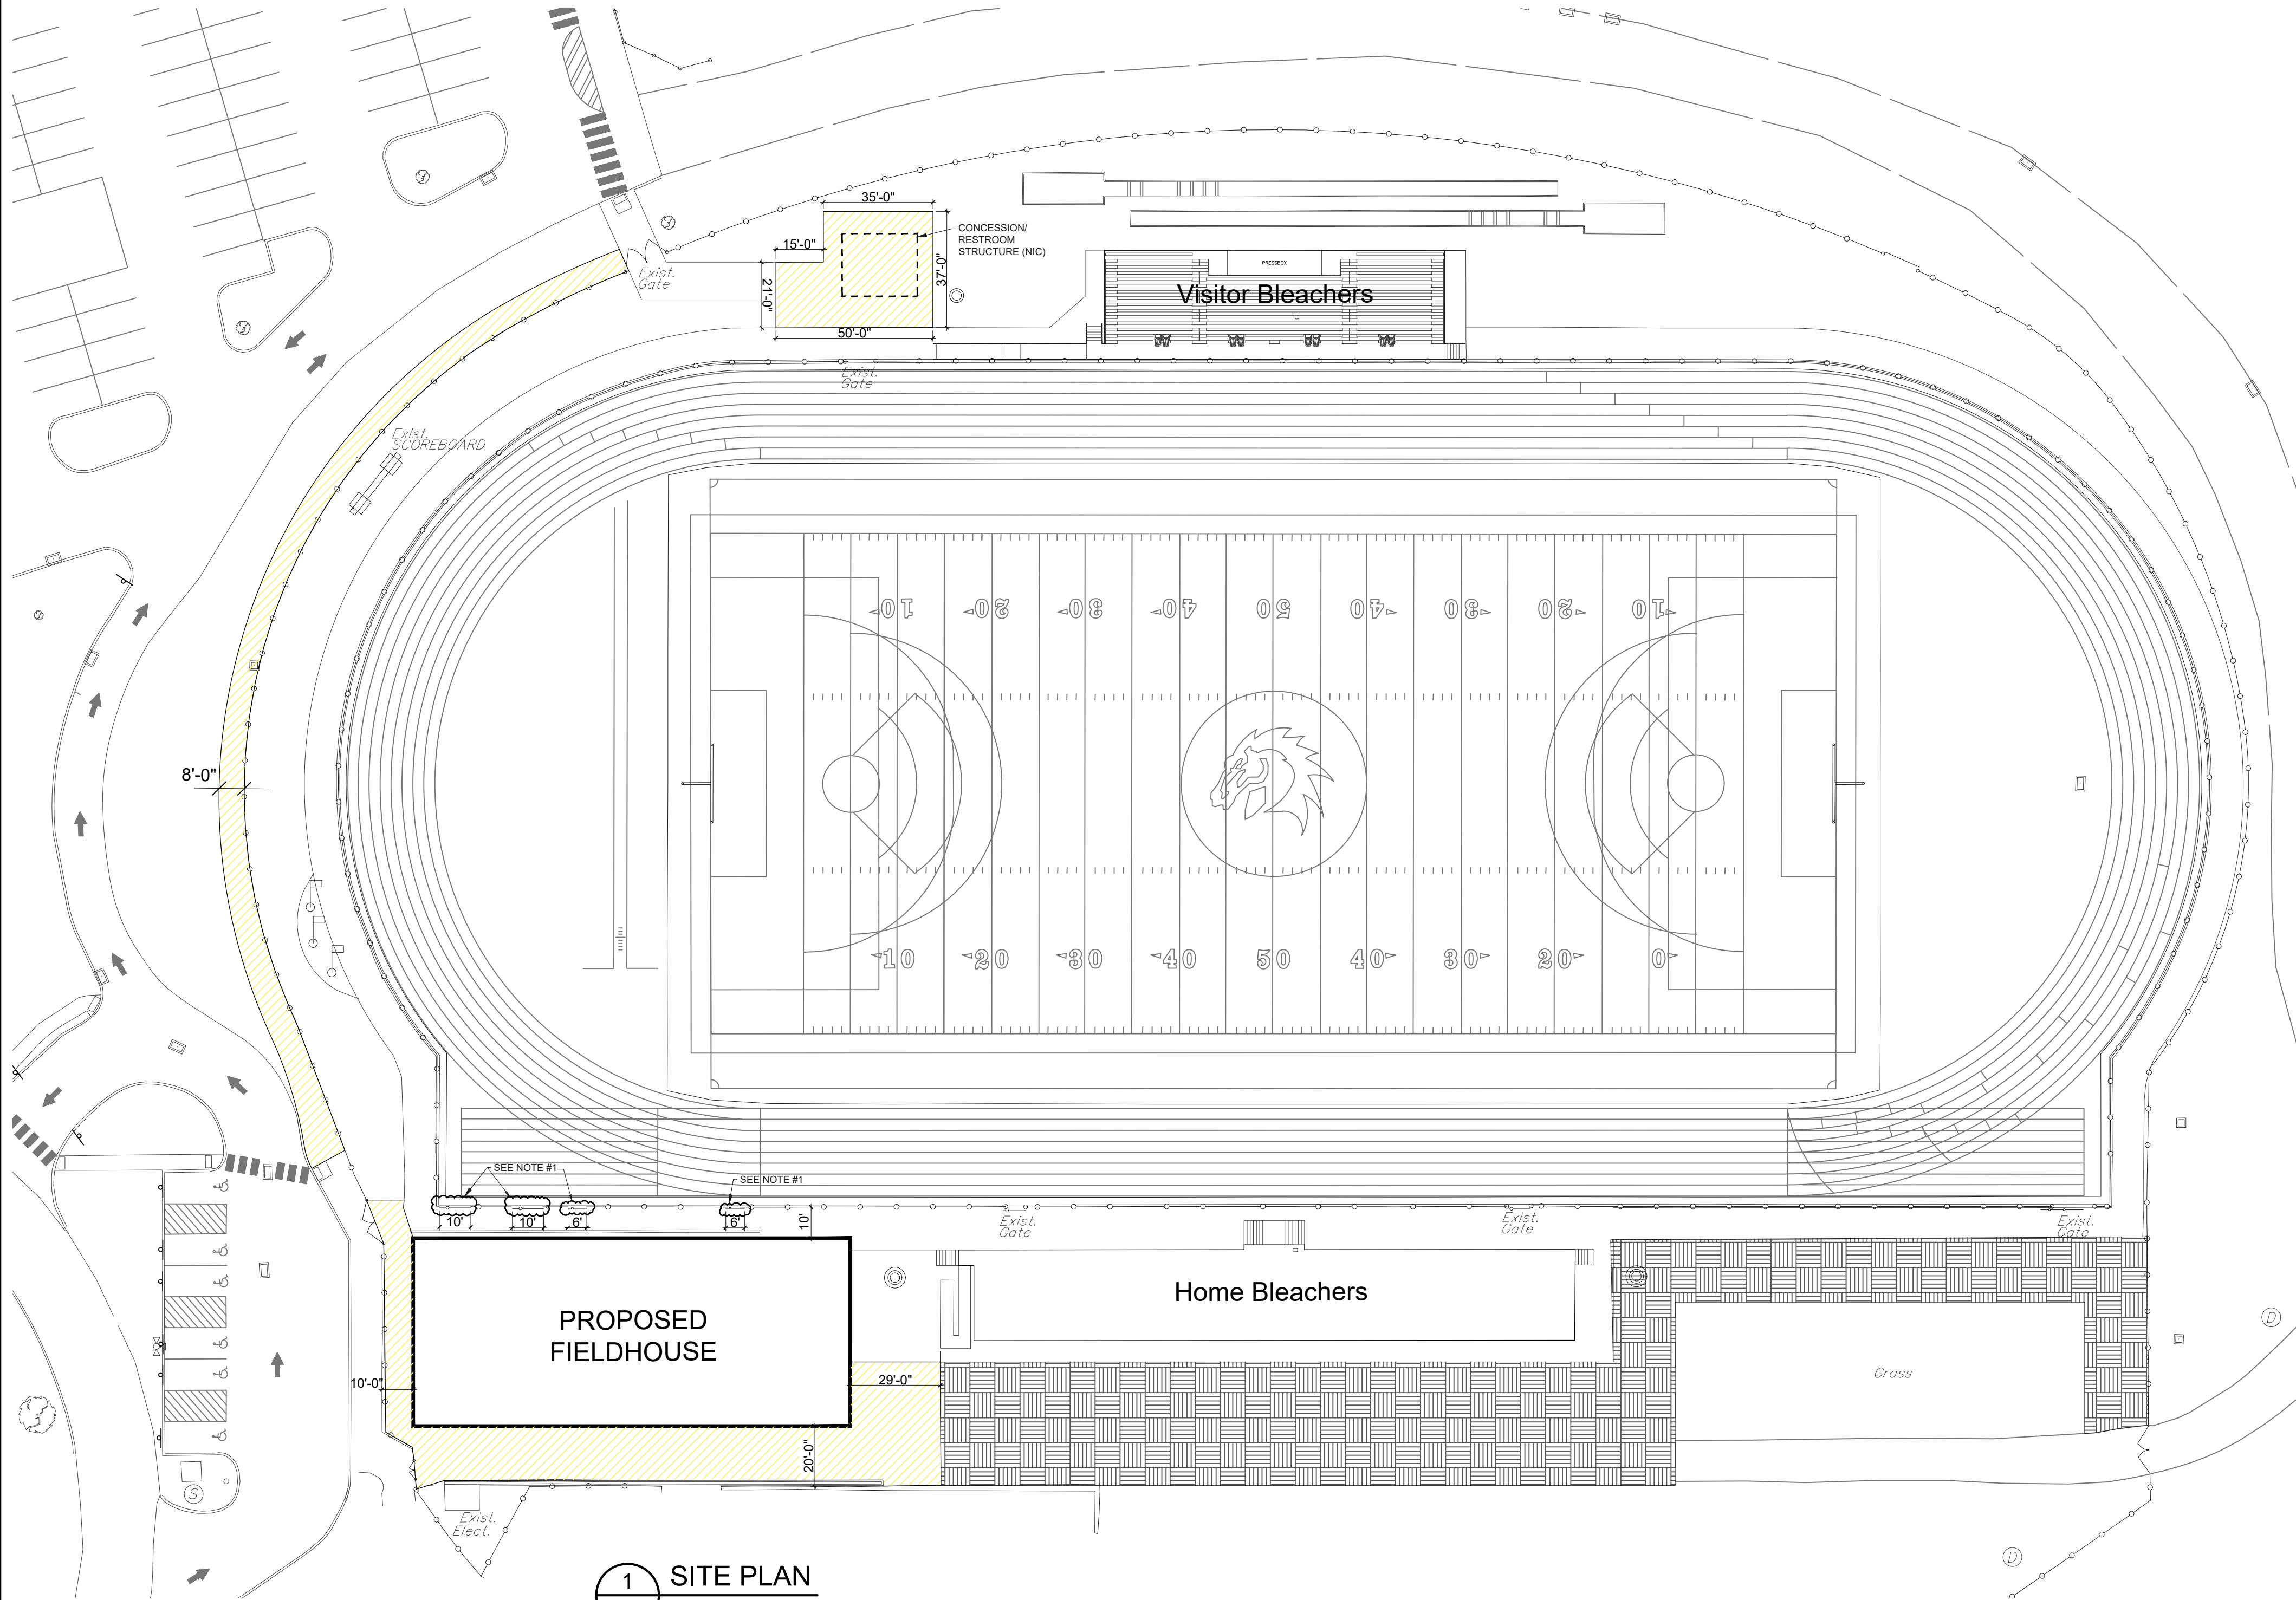 35'-0"
CONCESSION/
RESTROOM
STRUCTURE (NIC)
15'-0"
37'-0"
21'-0"
50'-0"
Exist.
Gate
PRESSBOX
Visitor Bleachers
Exist.
Gate
Exist.
SCOREBOARD
10 20 30 40 50 40 30 20 10
8'-0"
10 20 30 40 50 40 30 20 0
SEE NOTE #1
SEE NOTE #1
10'
10'
6'
6'
10'
Exist.
Gate
Exist.
Gate
Exist.
Gate
PROPOSED
FIELDHOUSE
Home Bleachers
D
Grass
10'-0"
29'-0"
20'-0"
S
Exist.
Elect.
D
1
SITE PLAN